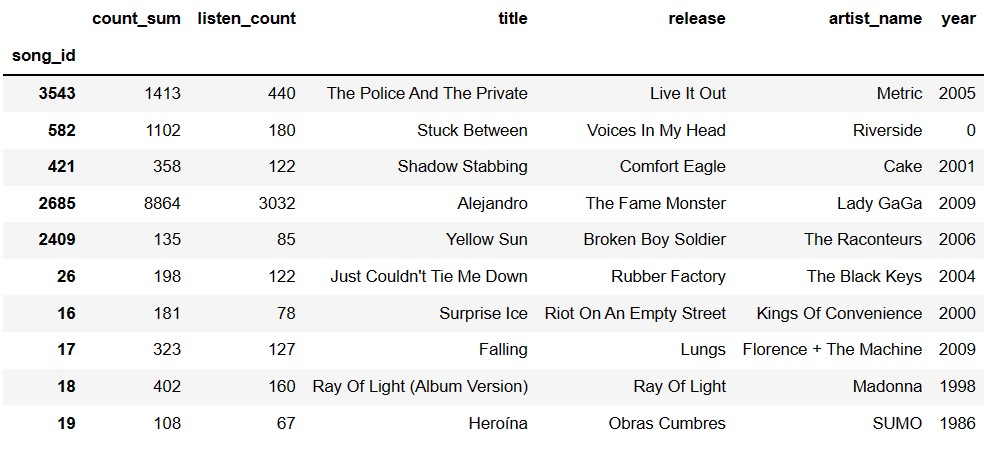 count_sum listen_count title release artist_name year
song_id
3543 1413 440 The Police And The Private Live It Out Metric 2005
582 1102 180 Stuck Between Voices In My Head Riverside 0
421 358 122 Shadow Stabbing Comfort Eagle Cake 2001
2685 8864 3032 Alejandro The Fame Monster Lady GaGa 2009
2409 135 85 Yellow Sun Broken Boy Soldier The Raconteurs 2006
26 198 122 Just Couldn't Tie Me Down Rubber Factory The Black Keys 2004
16 181 78 Surprise Ice Riot On An Empty Street Kings Of Convenience 2000
17 323 127 Falling Lungs Florence + The Machine 2009
18 402 160 Ray Of Light (Album Version) Ray Of Light Madonna 1998
19 108 67 Heroína Obras Cumbres SUMO 1986